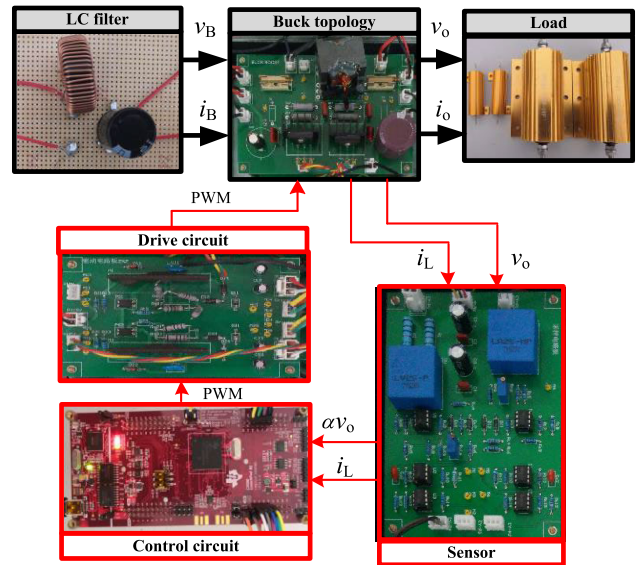 LC filter
Buck topology
Load
v_B
v_o
i_B
i_o
PWM
Drive circuit
i_L
v_o
PWM
αv_o
i_L
Control circuit
Sensor